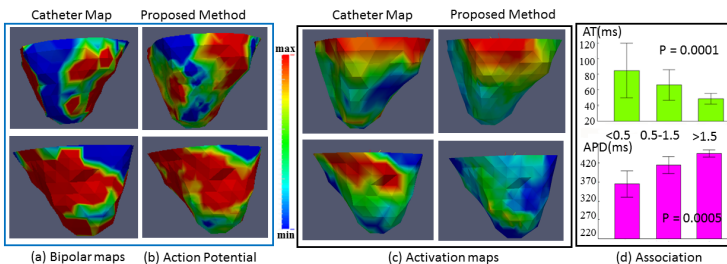 Catheter Map Proposed Method
Catheter Map Proposed Method
max
min
AT(ms)
P = 0.0001
120
100
80
60
40
20
<0.5 0.5-1.5 >1.5
APD(ms)
420
370
320
270
220
P = 0.0005
(a) Bipolar maps (b) Action Potential (c) Activation maps (d) Association